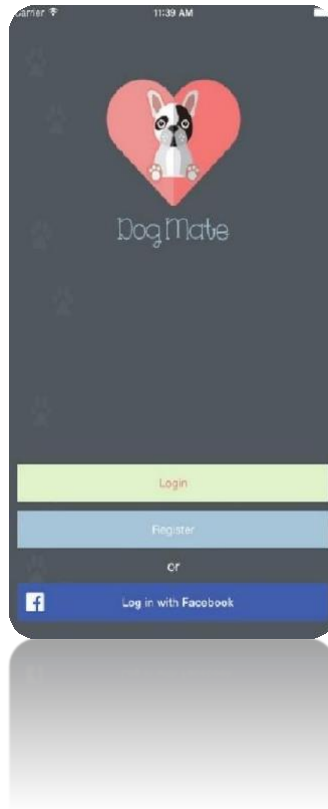 Carrier 11:39 AM
Dog Mate
Login
Register
or
Log in with Facebook